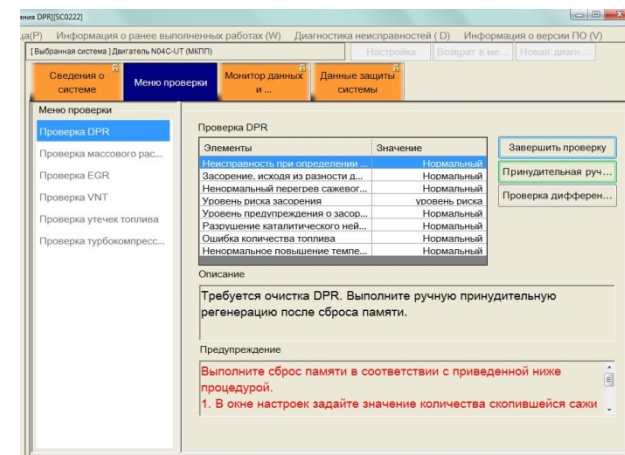 ания DPR][SC0222]
ца(P) Информация о ранее выполненных работах (W) Диагностика неисправностей ( D) Информация о версии ПО (V)
[ Выбранная система ] Двигатель N04C-UT (МКПП) Настройка Возврат в ме... Новая диагн...
Сведения о системе Меню проверки Монитор данных и ... Данные защиты системы
Меню проверки
Проверка DPR
Проверка массового рас...
Проверка EGR
Проверка VNT
Проверка утечек топлива
Проверка турбокомпресс...
Проверка DPR
Элементы Значение
Неисправность при определении ... Нормальный
Засорение, исходя из разности д... Нормальный
Ненормальный перегрев сажевог... Нормальный
Уровень риска засорения уровень риска
Уровень предупреждения о засор... Нормальный
Разрушение каталитического ней... Нормальный
Ошибка количества топлива Нормальный
Ненормальное повышение темпе... Нормальный
Завершить проверку
Принудительная руч...
Проверка дифферен...
Описание
Требуется очистка DPR. Выполните ручную принудительную
регенерацию после сброса памяти.
Предупреждение
Выполните сброс памяти в соответствии с приведенной ниже
процедурой.
1. В окне настроек задайте значение количества скопившейся сажи